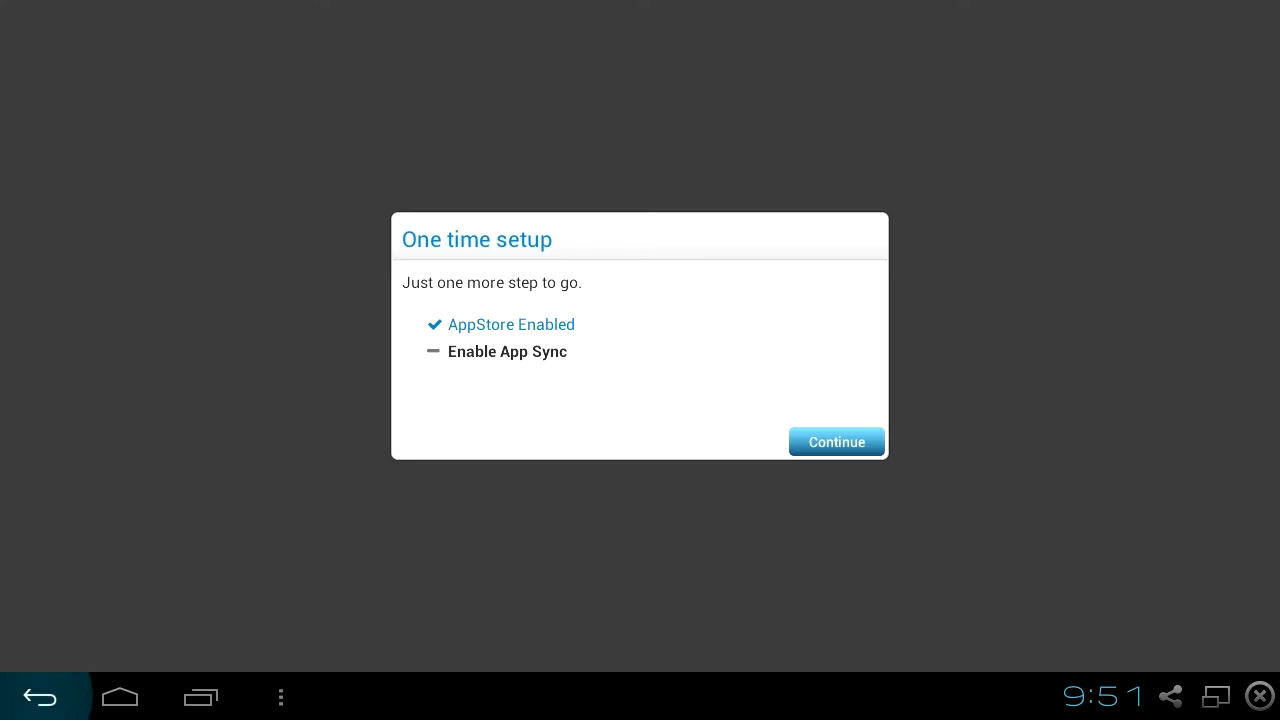 One time setup
Just one more step to go.
AppStore Enabled
Enable App Sync
Continue
9:51